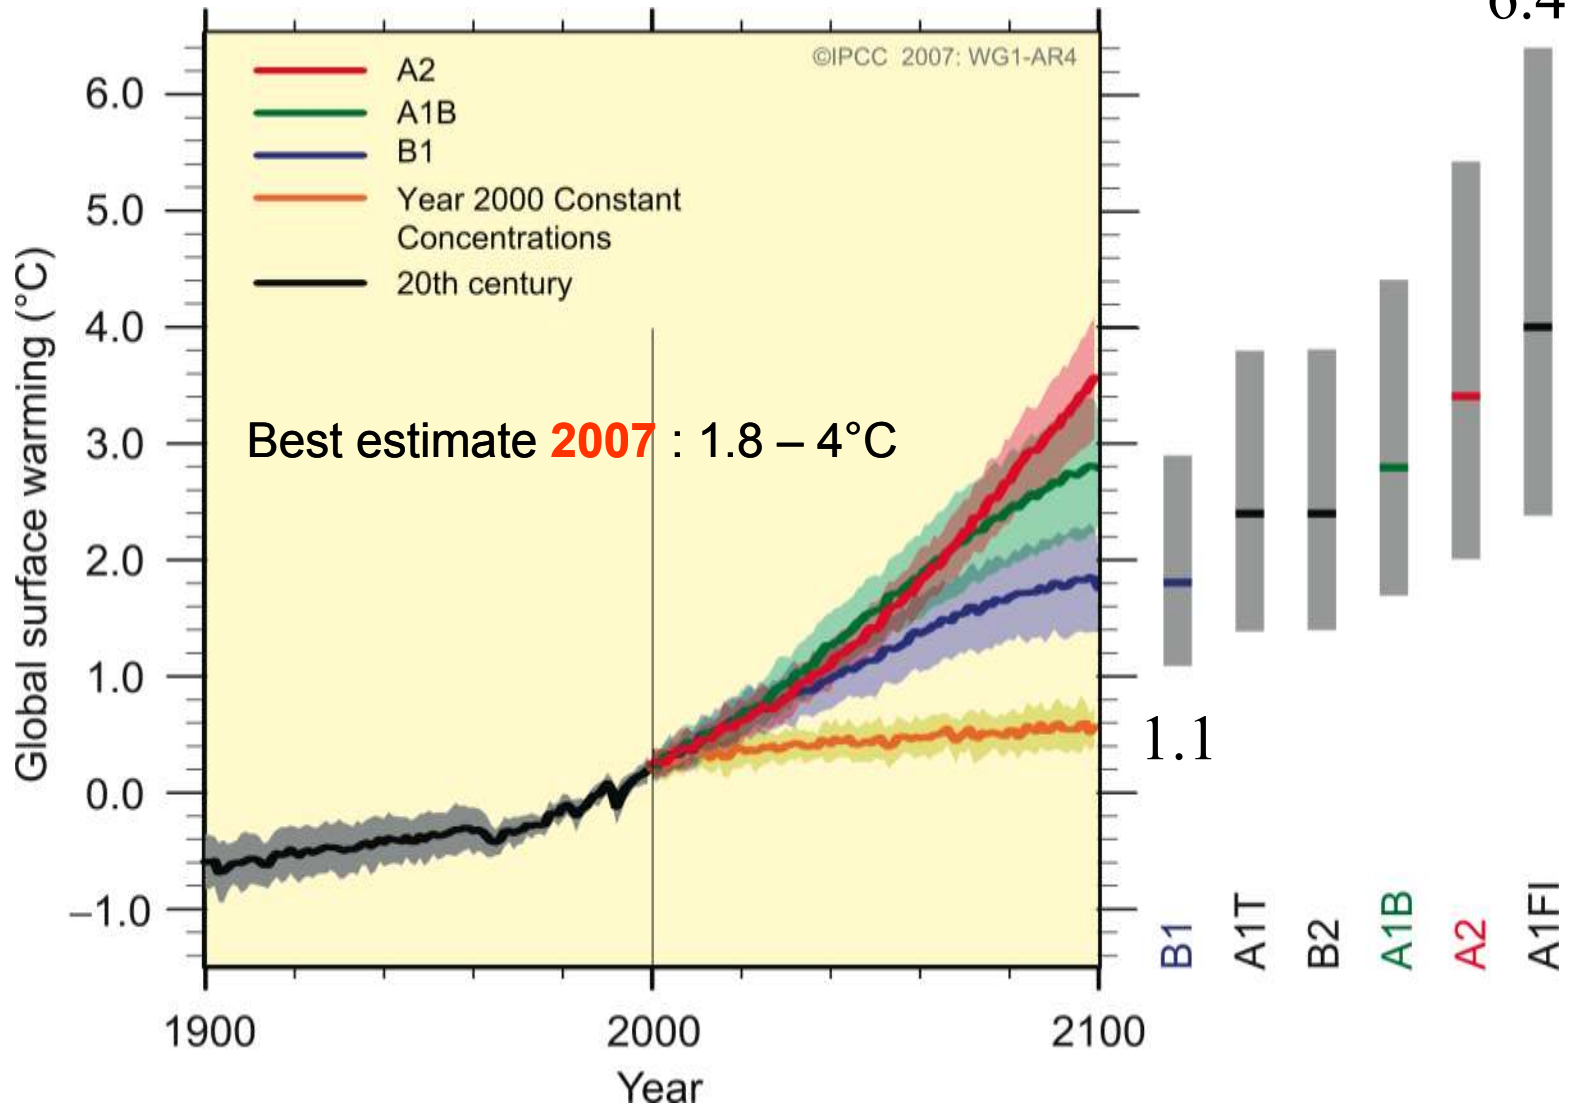 6.4
©IPCC 2007: WG1-AR4
A2
A1B
B1
Year 2000 Constant
Concentrations
20th century
Best estimate 2007 : 1.8 – 4°C
Global surface warming (°C)
6.0
5.0
4.0
3.0
2.0
1.0
0.0
–1.0
1.1
B1
A1T
B2
A1B
A2
A1FI
1900
2000
2100
Year